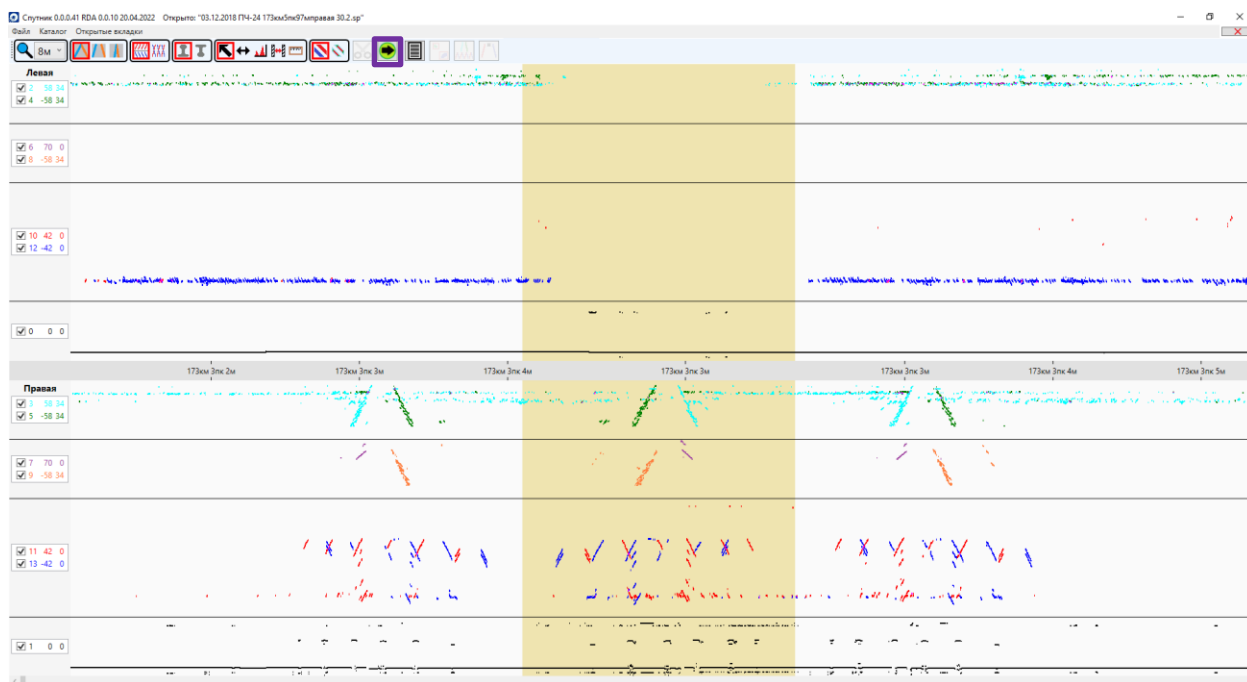 Спутник 0.0.0.41 RDA 0.0.10 20.04.2022 Открыто: "03.12.2018 ПЧ-24 173км5пк97мправая 30.2.sp"
Файл Каталог Открытые вкладки
8м
Левая
2 58 34
4 -58 34
6 70 0
8 -58 34
10 42 0
12 -42 0
0 0 0
173км 3пк 2м 173км 3пк 3м 173км 3пк 4м 173км 3пк 3м 173км 3пк 3м 173км 3пк 4м 173км 3пк 5м
Правая
3 58 34
5 -58 34
7 70 0
9 -58 34
11 42 0
13 -42 0
1 0 0